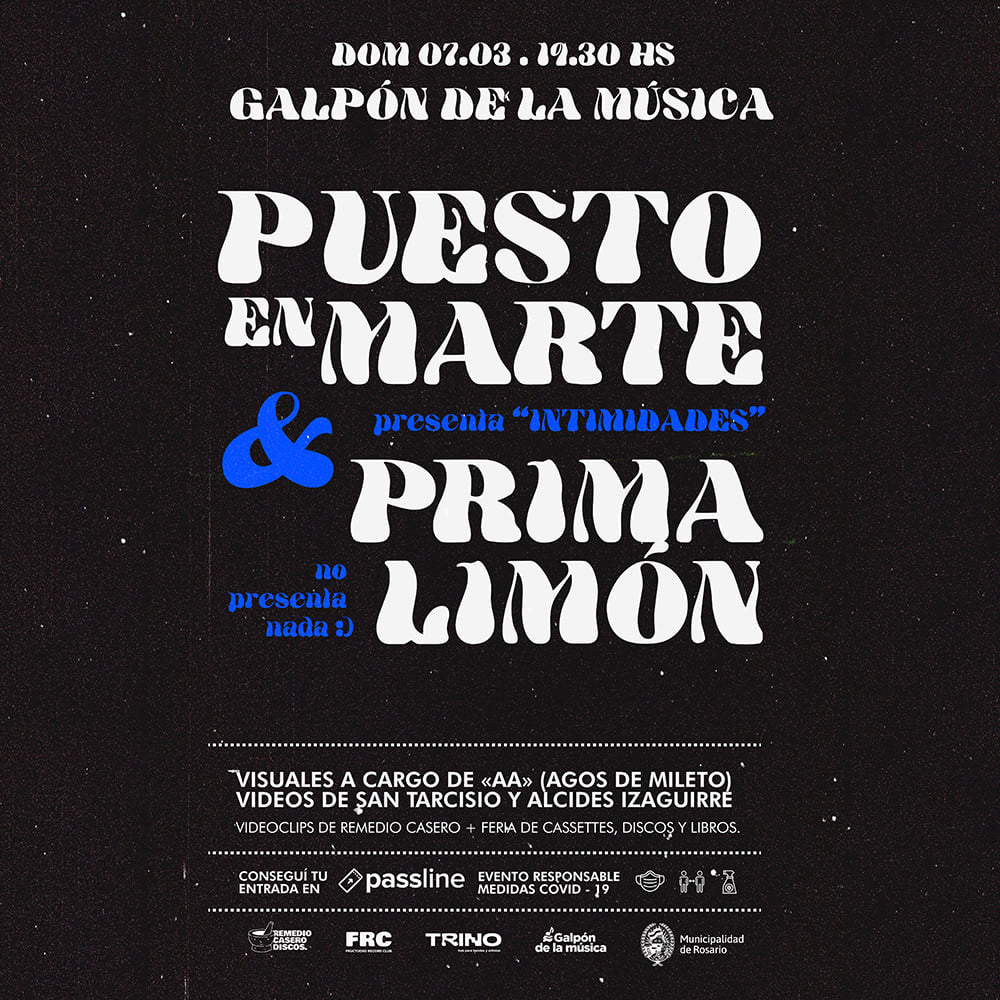 DOM 07.03 . 19.30 HS
GALPÓN DE LA MÚSICA
PUESTO
EN MARTE
& presenta “INTIMIDADES”
PRIMA
LIMÓN
no
presenta
nada :)
VISUALES A CARGO DE «AA» (AGOS DE MILETO)
VIDEOS DE SAN TARCISIO Y ALCIDES IZAGUIRRE
VIDEOCLIPS DE REMEDIO CASERO + FERIA DE CASSETTES, DISCOS Y LIBROS.
CONSEGUÍ TU
ENTRADA EN
passline
EVENTO RESPONSABLE
MEDIDAS COVID - 19
REMEDIO
CASERO
DISCOS.
FRC
FRUCTUOSO RECORD CLUB
TRINO
Galpón
de la música
Municipalidad
de Rosario